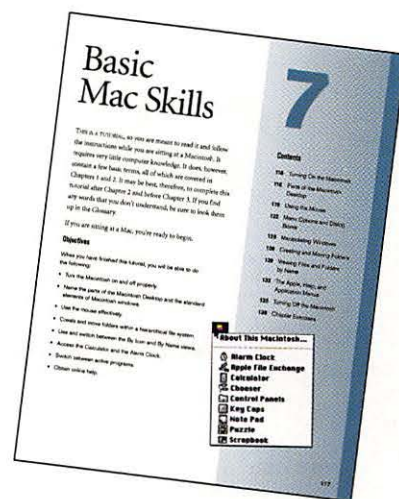 Basic
Mac Skills
7
THIS IS A TUTORIAL, so you are meant to read it and follow
the instructions while you are sitting at a Macintosh. It
requires very little computer knowledge. It does, however,
contain a few basic terms, all of which are covered in
Chapters 1 and 2. It may be best, therefore, to complete this
tutorial after Chapter 2 and before Chapter 3. If you find
any words that you don't understand, be sure to look them
up in the Glossary.
If you are sitting at a Mac, you're ready to begin.
Objectives
When you have finished this tutorial, you will be able to do
the following:
• Turn the Macintosh on and off properly.
• Name the parts of the Macintosh Desktop and the standard
elements of Macintosh windows.
• Use the mouse effectively.
• Create and move folders within a hierarchical file system.
• Use and switch between the By Icon and By Name views.
• Access the Calculator and the Alarm Clock.
• Switch between active programs.
• Obtain online help.
Contents
118 Turning On the Macintosh
118 Parts of the Macintosh
Desktop
Using the Mouse
Menu Options and Dialog
Boxes
Manipulating Windows
Creating and Moving Folders
Viewing Files and Folders
by Name
The Apple, Help, and
Application Menus
Turning Off the Macintosh
Chapter Exercises
About This Macintosh...
Alarm Clock
Apple File Exchange
Calculator
Chooser
Control Panels
Key Caps
Note Pad
Puzzle
Scrapbook
117